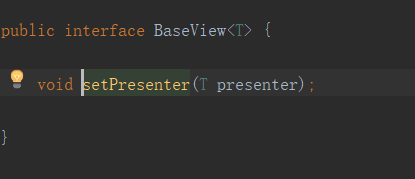 public interface BaseView<T> {
void setPresenter(T presenter);
}